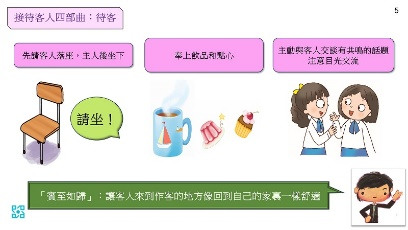 5
接待客人四部曲：待客
先請客人落座，主人後坐下
奉上飲品和點心
主動與客人交談有共鳴的話題
注意目光交流
請坐！
「賓至如歸」：讓客人來到作客的地方像回到自己的家裏一樣舒適